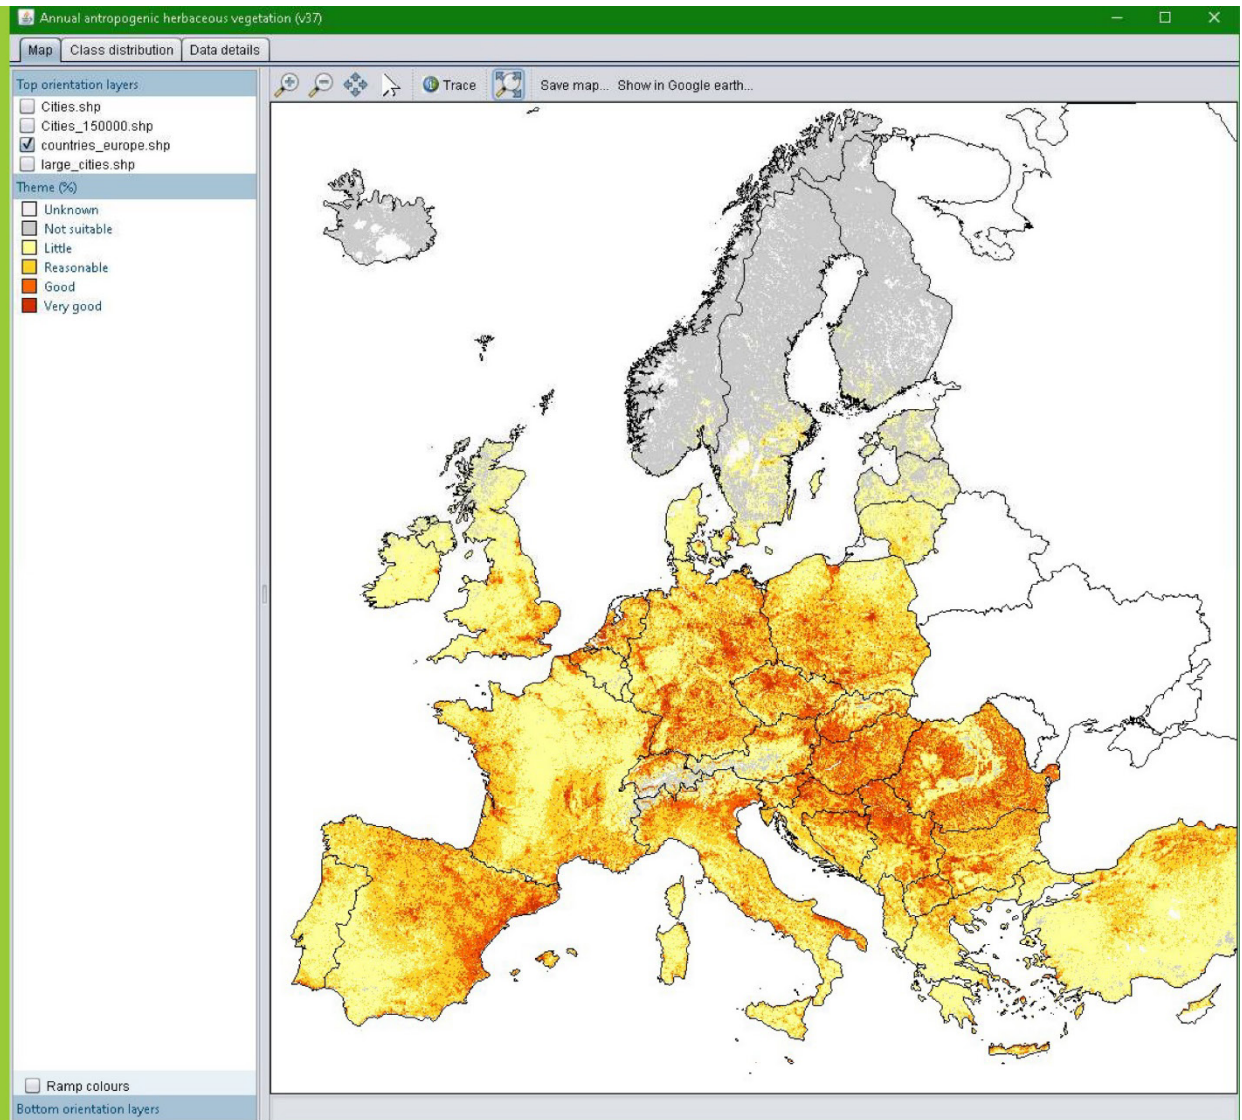 Annual antropogenic herbaceous vegetation (v37)
Map Class distribution Data details
Top orientation layers
Cities.shp
Cities_150000.shp
countries_europe.shp
large_cities.shp
Theme (%)
Unknown
Not suitable
Little
Reasonable
Good
Very good
Ramp colours
Bottom orientation layers
Trace Save map... Show in Google earth...